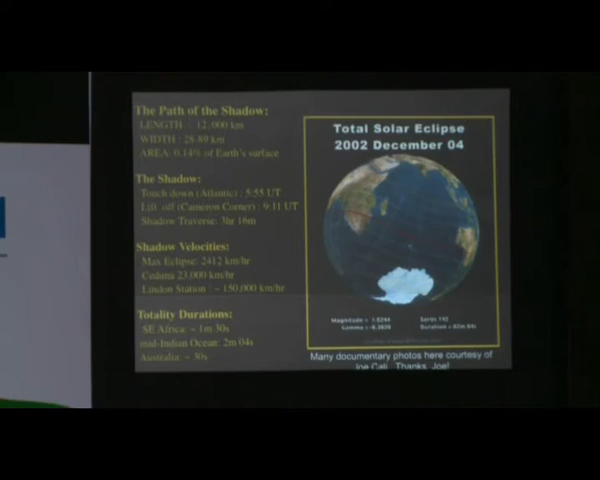 The Path of the Shadow:
LENGTH : 12,000 km
WIDTH : 28-89 km
AREA: 0.14% of Earth's surface
The Shadow:
Touch down (Atlantic) : 5:55 UT
Lift off (Cameron Corner) : 9:11 UT
Shadow Traverse: 3hr 16m
Shadow Velocities:
Max Eclipse: 2412 km/hr
Ceduna 23,000 km/hr
Lindon Station : ~ 150,000 km/hr
Totality Durations:
SE Africa: ~ 1m 30s
mid-Indian Ocean: 2m 04s
Australia: ~ 30s
Total Solar Eclipse
2002 December 04
Magnitude = 1.0244
Saros 142
Gamma = -0.3020
Duration = 02m 04s
Many documentary photos here courtesy of
Joe Cali. Thanks, Joe!